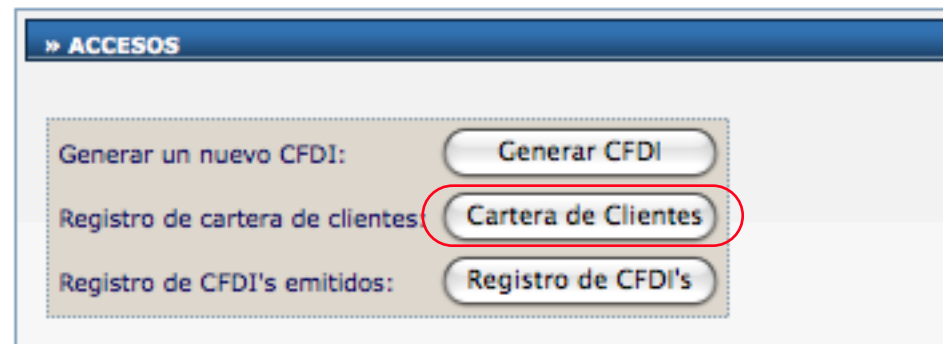 » ACCESOS
Generar un nuevo CFDI: Generar CFDI
Registro de cartera de clientes: Cartera de Clientes
Registro de CFDI's emitidos: Registro de CFDI's